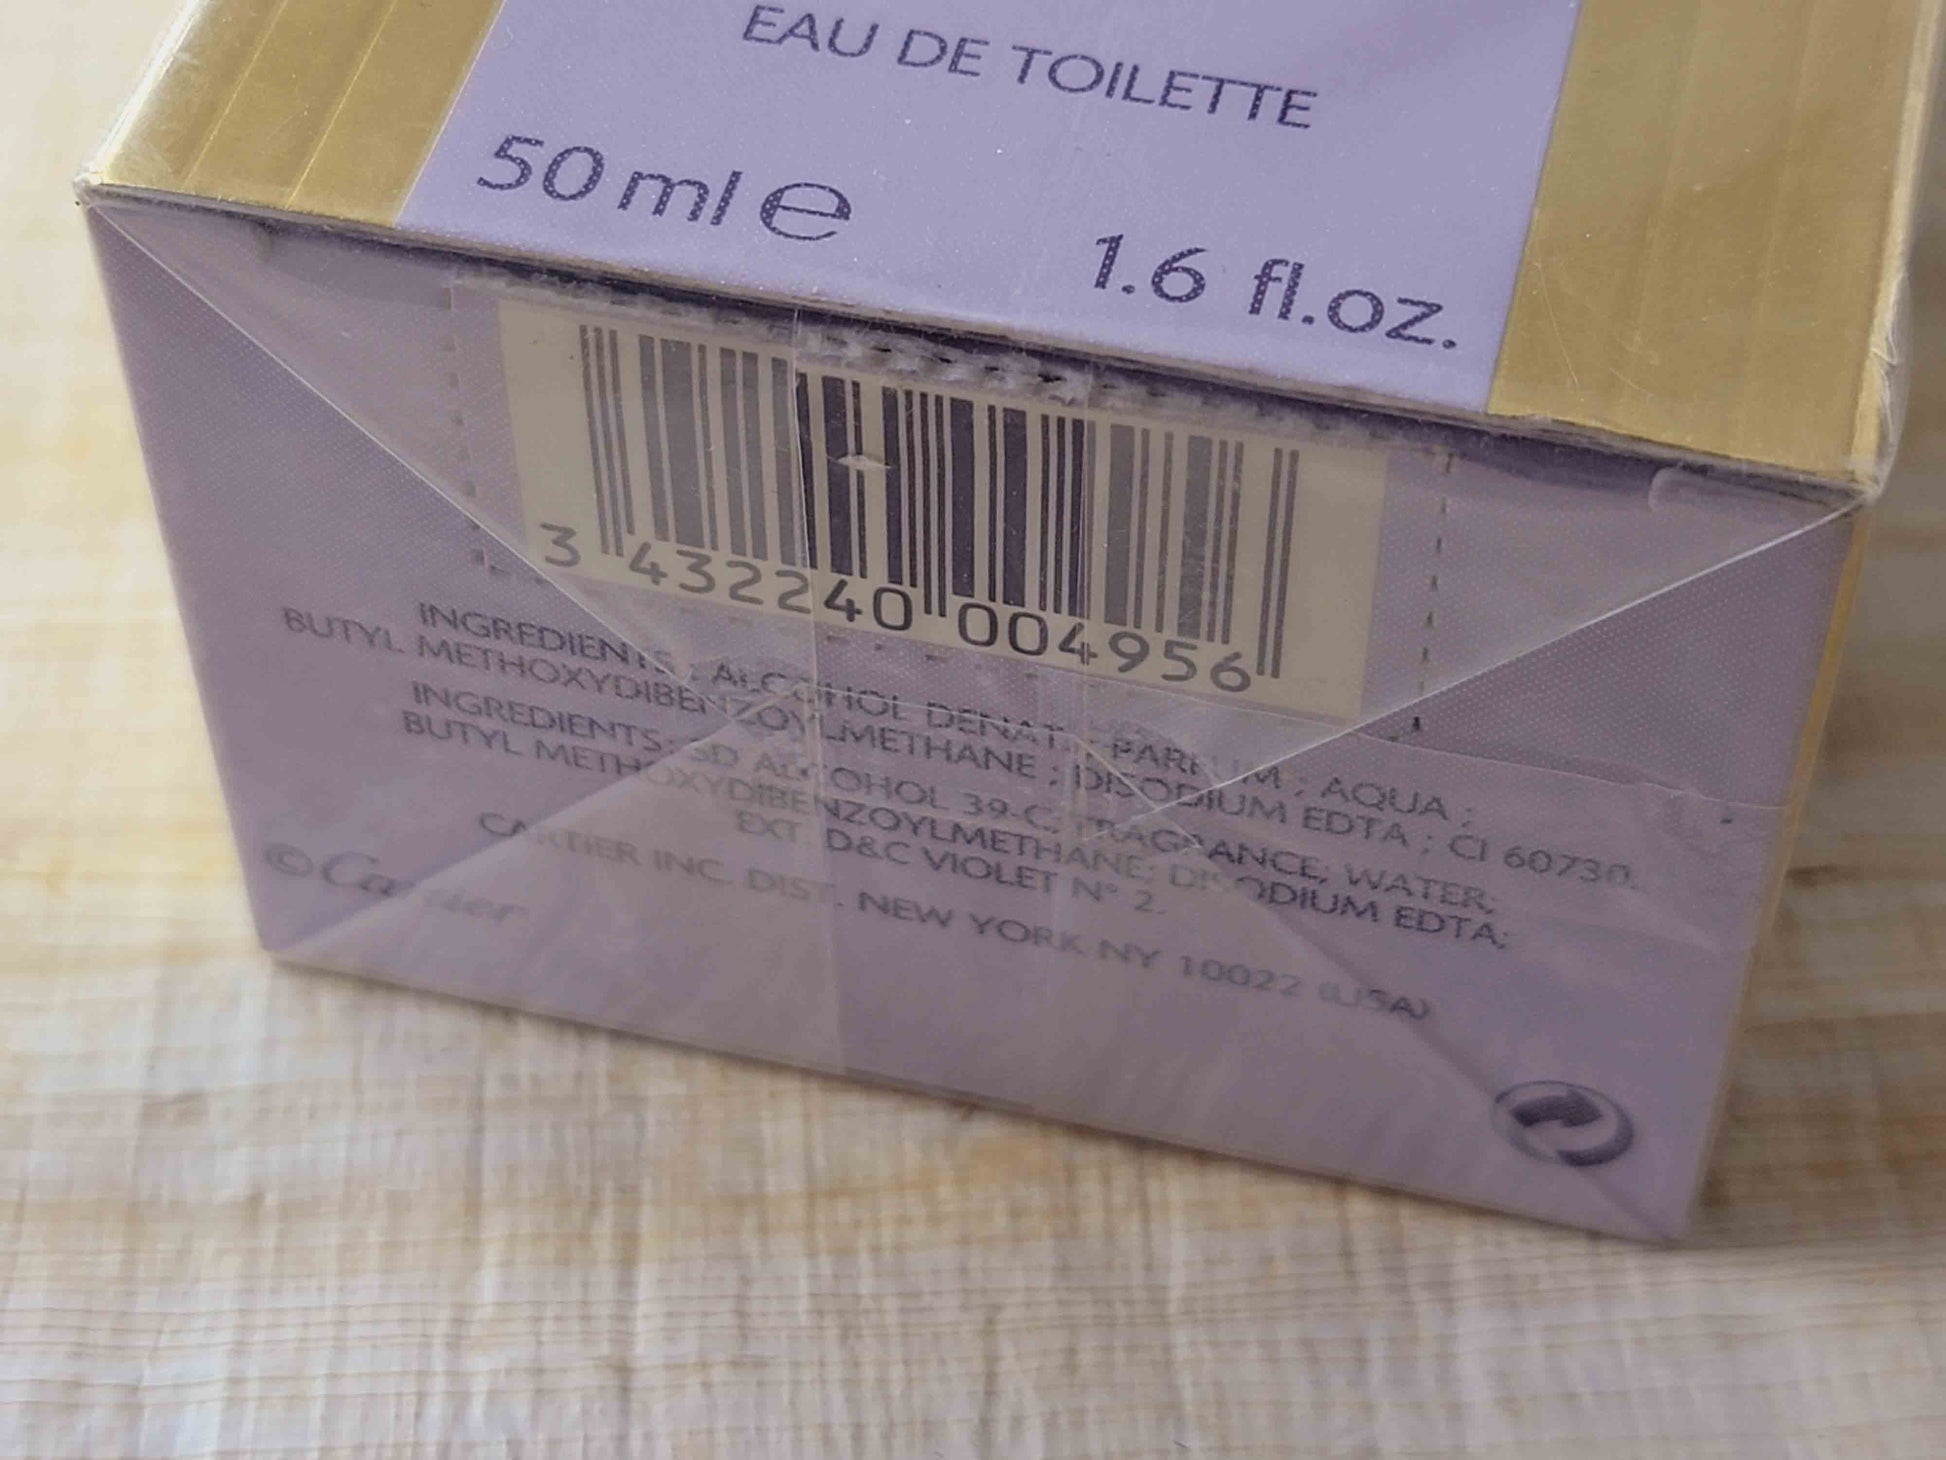 EAU DE TOILETTE
50 ml e 1.6 fl.oz.
3 432240 004956
INGREDIENTS : ALCOHOL DENAT. ; PARFUM ; AQUA ;
BUTYL METHOXYDIBENZOYLMETHANE ; DISODIUM EDTA ; CI 60730.
INGREDIENTS: SD ALCOHOL 39-C; FRAGRANCE; WATER;
BUTYL METHOXYDIBENZOYLMETHANE; DISODIUM EDTA;
EXT. D&C VIOLET N° 2.
CARTIER INC. DIST. NEW YORK NY 10022 (USA)
© Cartier